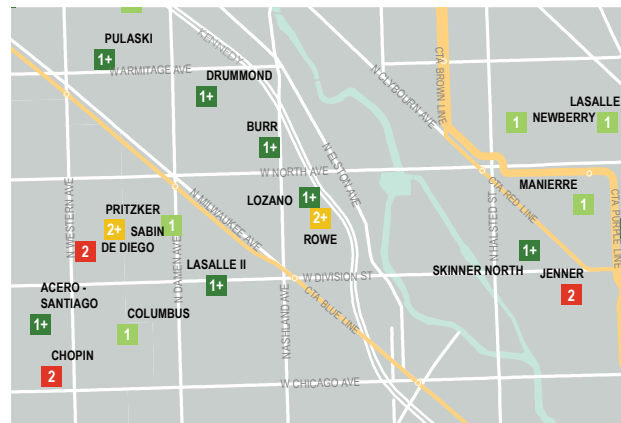 PULASKI
1+
W ARMITAGE AVE
KENNEDY
DRUMMOND
1+
N CLYBOURN AVE
CTA BROWN LINE
LASALLE
1
NEWBERRY
1
BURR
1+
N ELSTON AVE
W NORTH AVE
N WESTERN AVE
N MILWAUKEE AVE
CTA RED LINE
N HALSTED ST
MANIERRE
1
CTA PURPLE LINE
LOZANO
1+
2+
ROWE
PRITZKER
2+
SABIN
1
2
DE DIEGO
N DAMEN AVE
LASALLE II
1+
W DIVISION ST
SKINNER NORTH
1+
JENNER
2
ACERO -
SANTIAGO
1+
COLUMBUS
1
N ASHLAND AVE
CTA BLUE LINE
CHOPIN
2
W CHICAGO AVE